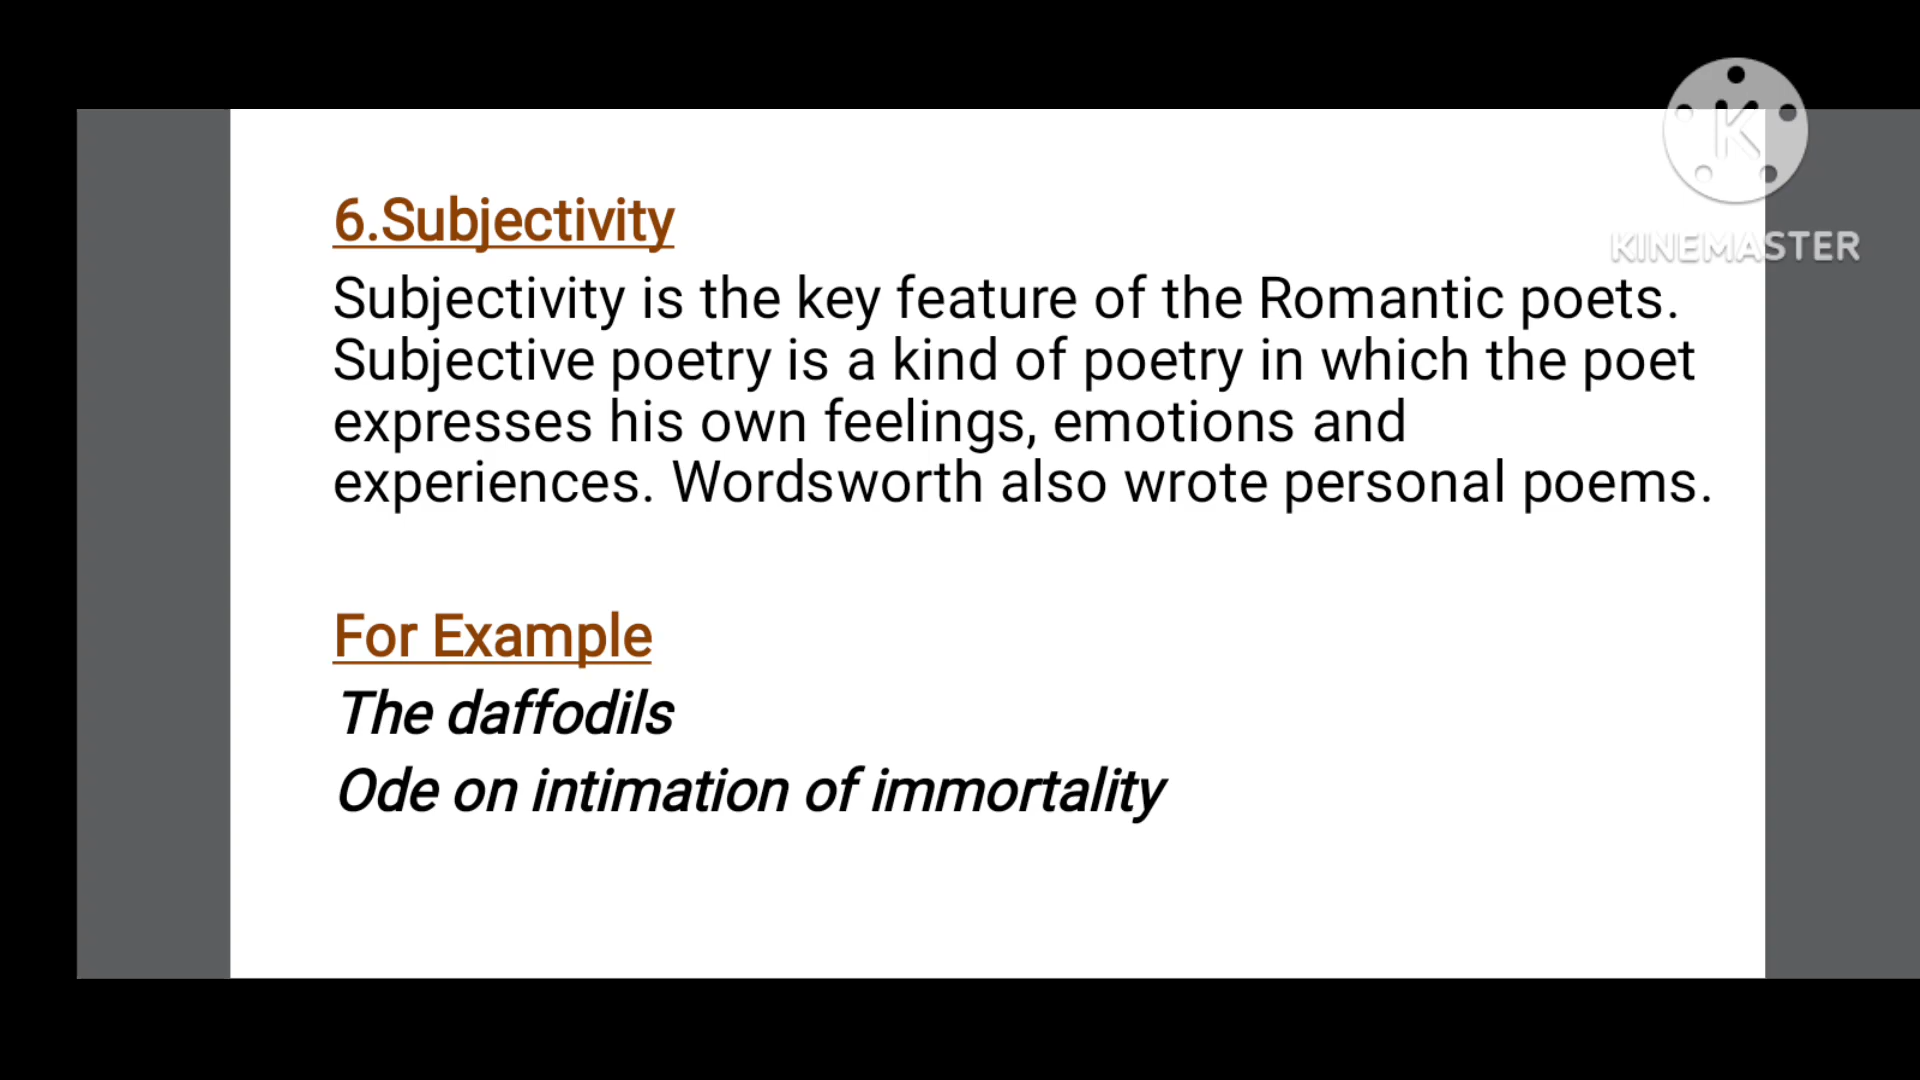 K
KINEMASTER
6.Subjectivity
Subjectivity is the key feature of the Romantic poets.
Subjective poetry is a kind of poetry in which the poet
expresses his own feelings, emotions and
experiences. Wordsworth also wrote personal poems.
For Example
The daffodils
Ode on intimation of immortality